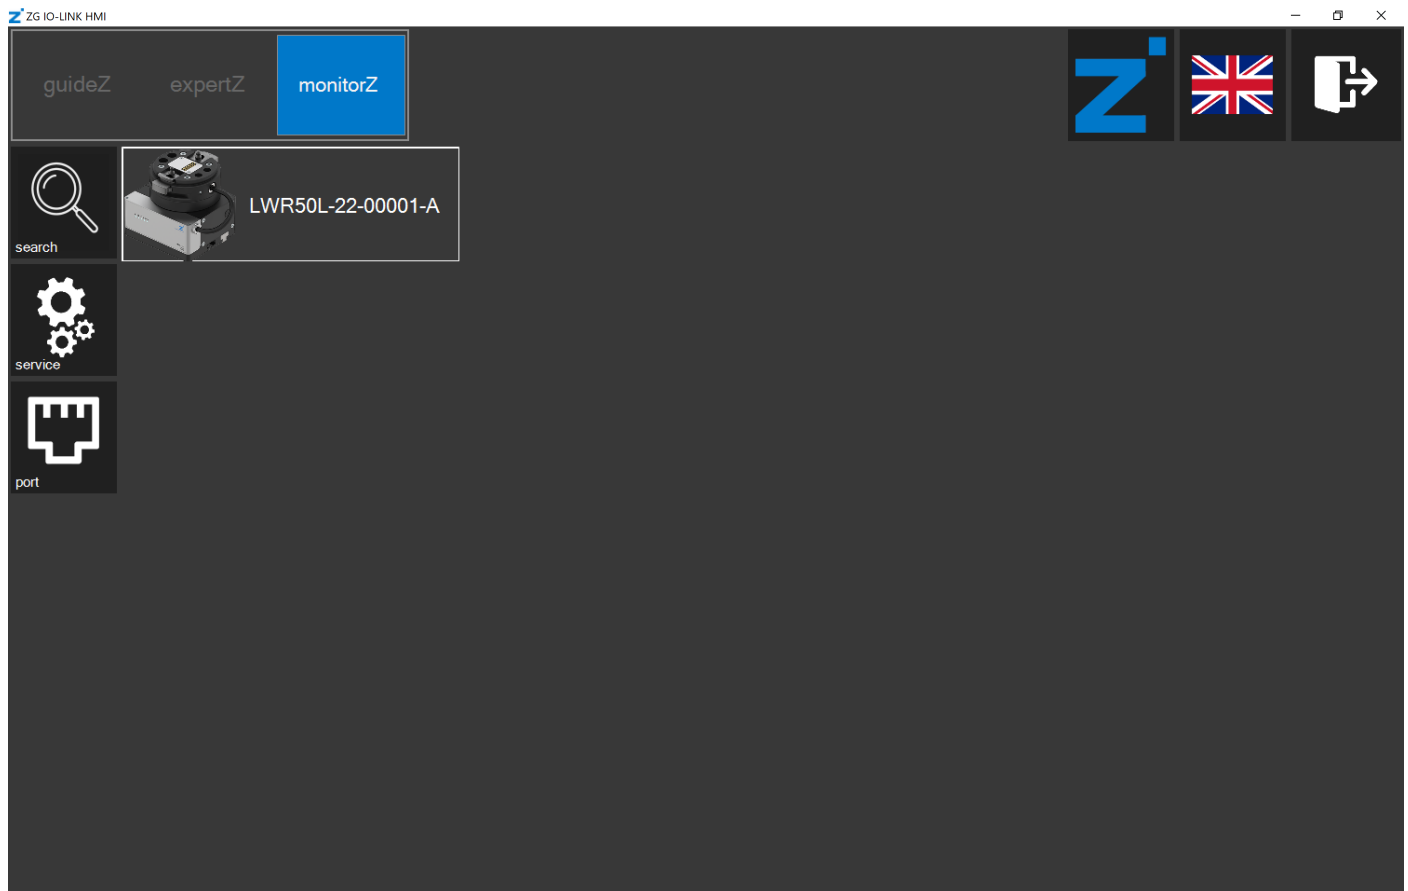 ZG IO-LINK HMI
guideZ
expertZ
monitorZ
search
LWR50L-22-00001-A
service
port